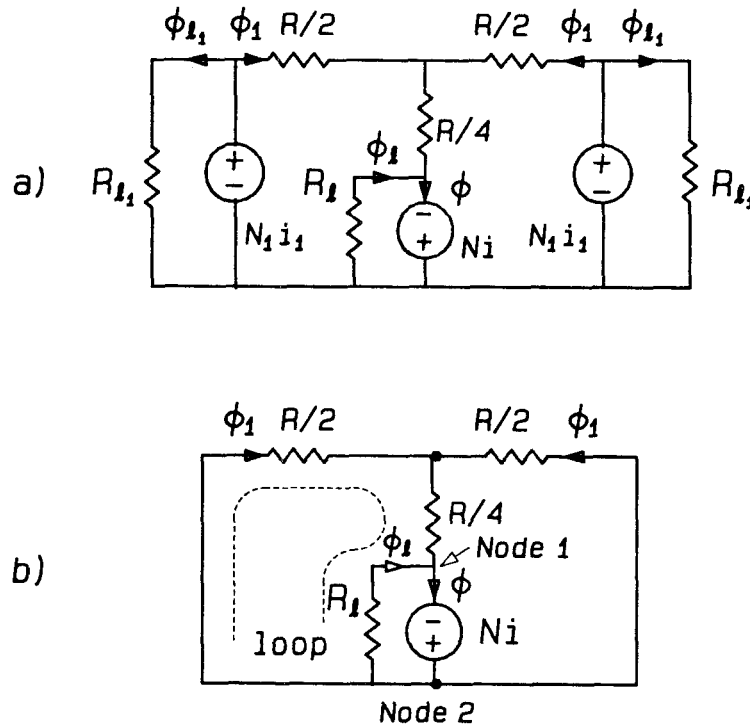 ϕℓ₁ ϕ₁ R/2 R/2 ϕ₁ ϕℓ₁
R/4
a) Rℓ₁ Rℓ ϕℓ ϕ Rℓ₁
N₁i₁ Ni N₁i₁
ϕ₁ R/2 R/2 ϕ₁
R/4
ϕℓ Node 1
b) Rℓ ϕ
loop Ni
Node 2